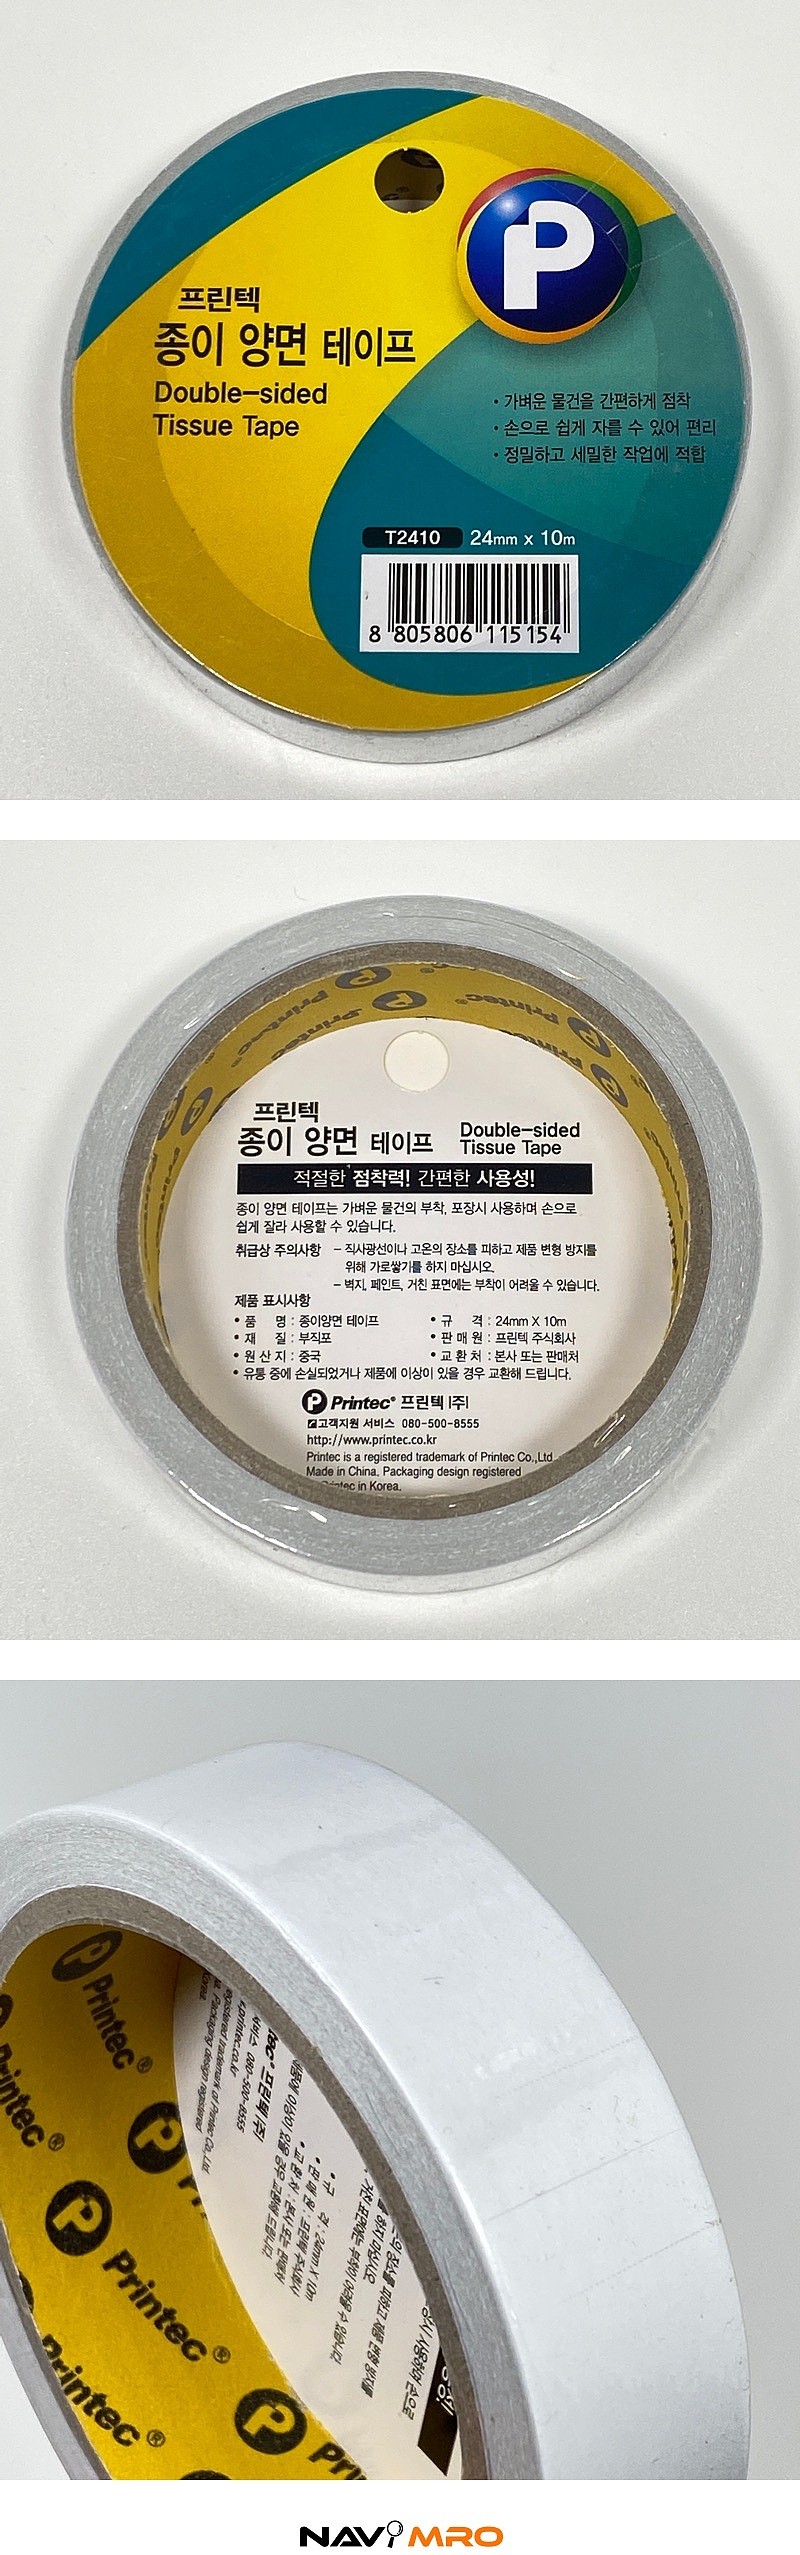 P
프린텍
종이 양면 테이프
Double-sided
Tissue Tape
· 가벼운 물건을 간편하게 점착
· 손으로 쉽게 자를 수 있어 편리
· 정밀하고 세밀한 작업에 적합
T2410 24mm x 10m
8 805806 115154
Printec®
프린텍
종이 양면 테이프 Double-sided
Tissue Tape
적절한 점착력! 간편한 사용성!
종이 양면 테이프는 가벼운 물건의 부착, 포장시 사용하며 손으로
쉽게 잘라 사용할 수 있습니다.
취급상 주의사항 - 직사광선이나 고온의 장소를 피하고 제품 변형 방지를
위해 가로쌓기를 하지 마십시오.
- 벽지, 페인트, 거친 표면에는 부착이 어려울 수 있습니다.
제품 표시사항
• 품 명 : 종이양면 테이프 • 규 격 : 24mm X 10m
• 재 질 : 부직포 • 판 매 원 : 프린텍 주식회사
• 원 산 지 : 중국 • 교 환 처 : 본사 또는 판매처
• 유통 중에 손실되었거나 제품에 이상이 있을 경우 교환해 드립니다.
Printec® 프린텍 |주|
고객지원 서비스 080-500-8555
http://www.printec.co.kr
Printec is a registered trademark of Printec Co.,Ltd
Made in China. Packaging design registered
Printec in Korea.
Printec®
Printec®
Printec®
Printec®
NAVI MRO